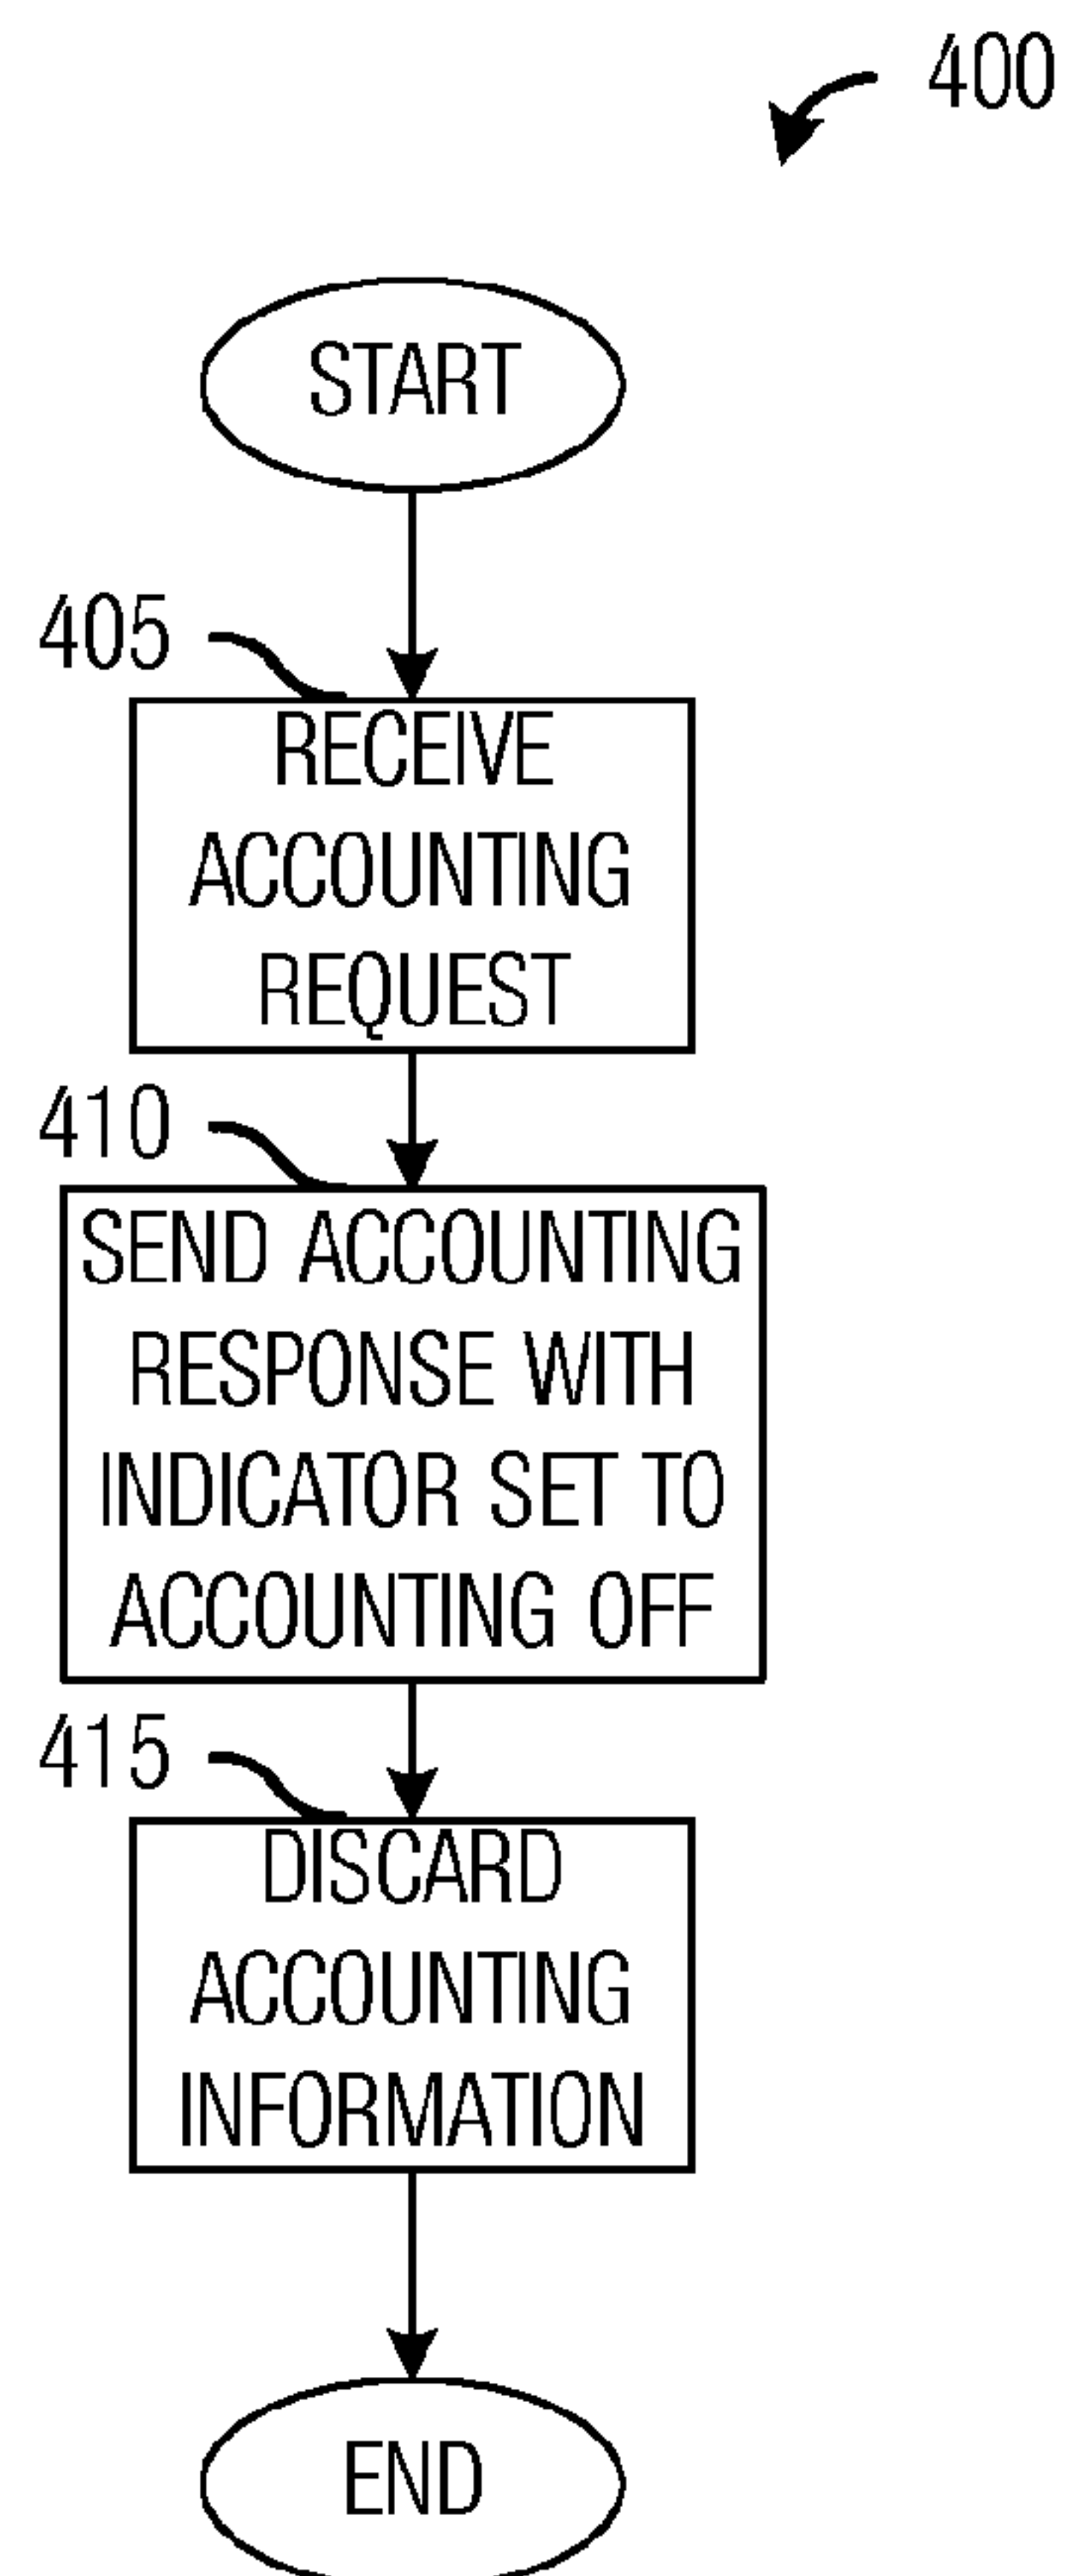 400
START
405
RECEIVE
ACCOUNTING
REQUEST
410
SEND ACCOUNTING
RESPONSE WITH
INDICATOR SET TO
ACCOUNTING OFF
415
DISCARD
ACCOUNTING
INFORMATION
END